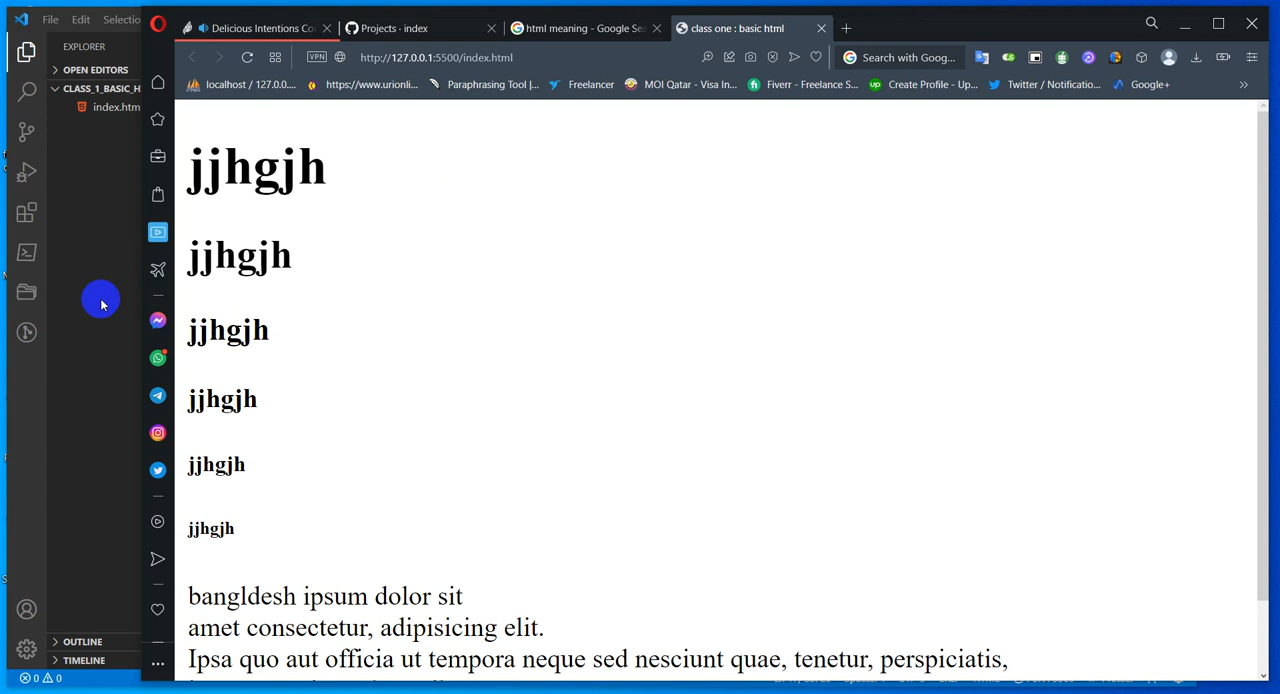 File Edit Selectio
EXPLORER
OPEN EDITORS
CLASS_1_BASIC_H
index.htm
OUTLINE
TIMELINE
0 0
Delicious Intentions Co
Projects · index
html meaning - Google Sea
class one : basic html
VPN http://127.0.0.1:5500/index.html
Search with Goog...
localhost / 127.0.0....
https://www.urionli...
Paraphrasing Tool |...
Freelancer
MOI Qatar - Visa In...
Fiverr - Freelance S...
Create Profile - Up...
Twitter / Notificatio...
Google+
jjhgjh
jjhgjh
jjhgjh
jjhgjh
jjhgjh
jjhgjh
bangldesh ipsum dolor sit
amet consectetur, adipisicing elit.
Ipsa quo aut officia ut tempora neque sed nesciunt quae, tenetur, perspiciatis,